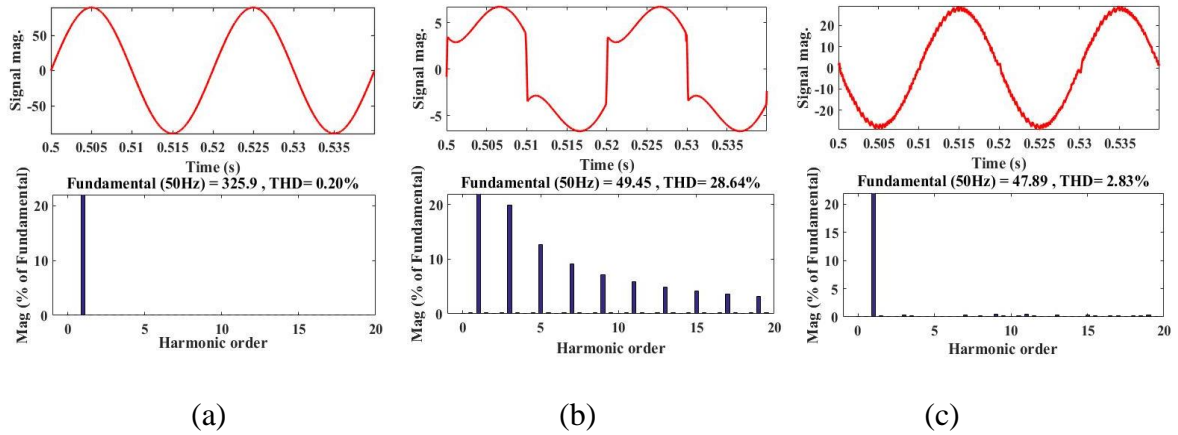 Signal mag.
50
0
-50
0.5 0.505 0.51 0.515 0.52 0.525 0.53 0.535
Time (s)
Fundamental (50Hz) = 325.9 , THD= 0.20%
Mag (% of Fundamental)
20
10
0
0 5 10 15 20
Harmonic order
(a)
Signal mag.
5
0
-5
0.5 0.505 0.51 0.515 0.52 0.525 0.53 0.535
Time (s)
Fundamental (50Hz) = 49.45 , THD= 28.64%
Mag (% of Fundamental)
20
10
0
0 5 10 15 20
Harmonic order
(b)
Signal mag.
20
10
0
-10
-20
0.5 0.505 0.51 0.515 0.52 0.525 0.53 0.535
Time (s)
Fundamental (50Hz) = 47.89 , THD= 2.83%
Mag (% of Fundamental)
20
15
10
5
0
0 5 10 15 20
Harmonic order
(c)